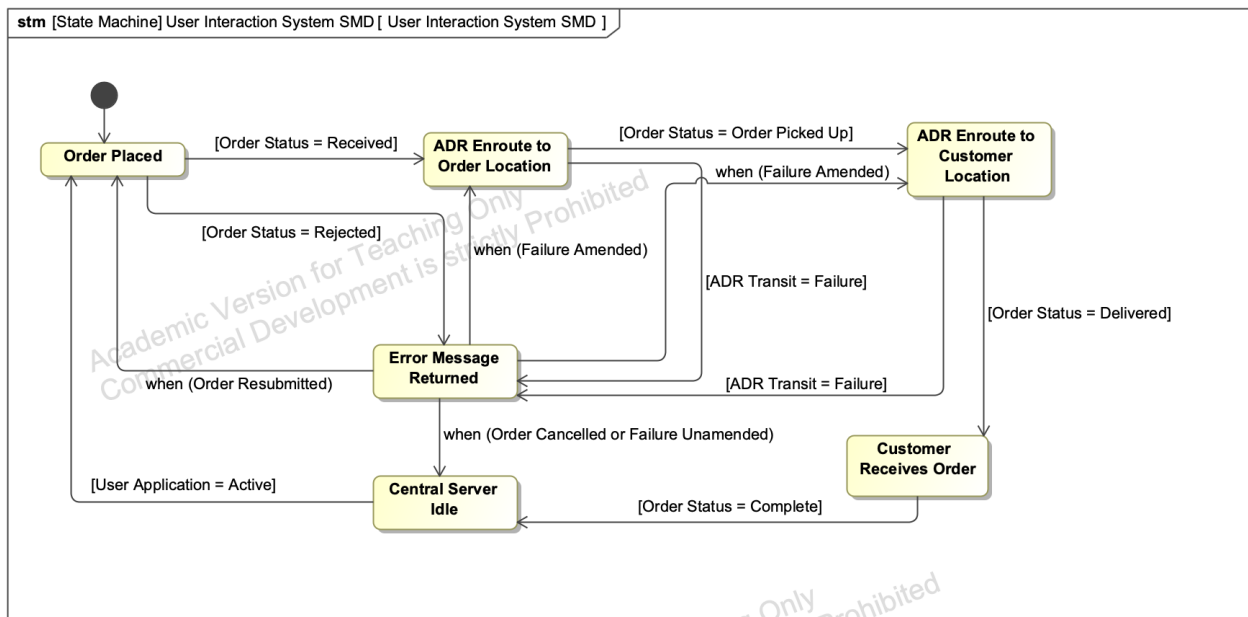 stm [State Machine] User Interaction System SMD [ User Interaction System SMD ]
Order Placed
[Order Status = Received]
ADR Enroute to
Order Location
[Order Status = Order Picked Up]
ADR Enroute to
Customer
Location
when (Failure Amended)
[Order Status = Rejected]
when (Failure Amended)
[ADR Transit = Failure]
[Order Status = Delivered]
Academic Version for Teaching Only
Commercial Development is strictly Prohibited
Error Message
Returned
when (Order Resubmitted)
[ADR Transit = Failure]
when (Order Cancelled or Failure Unamended)
Customer
Receives Order
[User Application = Active]
Central Server
Idle
[Order Status = Complete]
Only
Prohibited